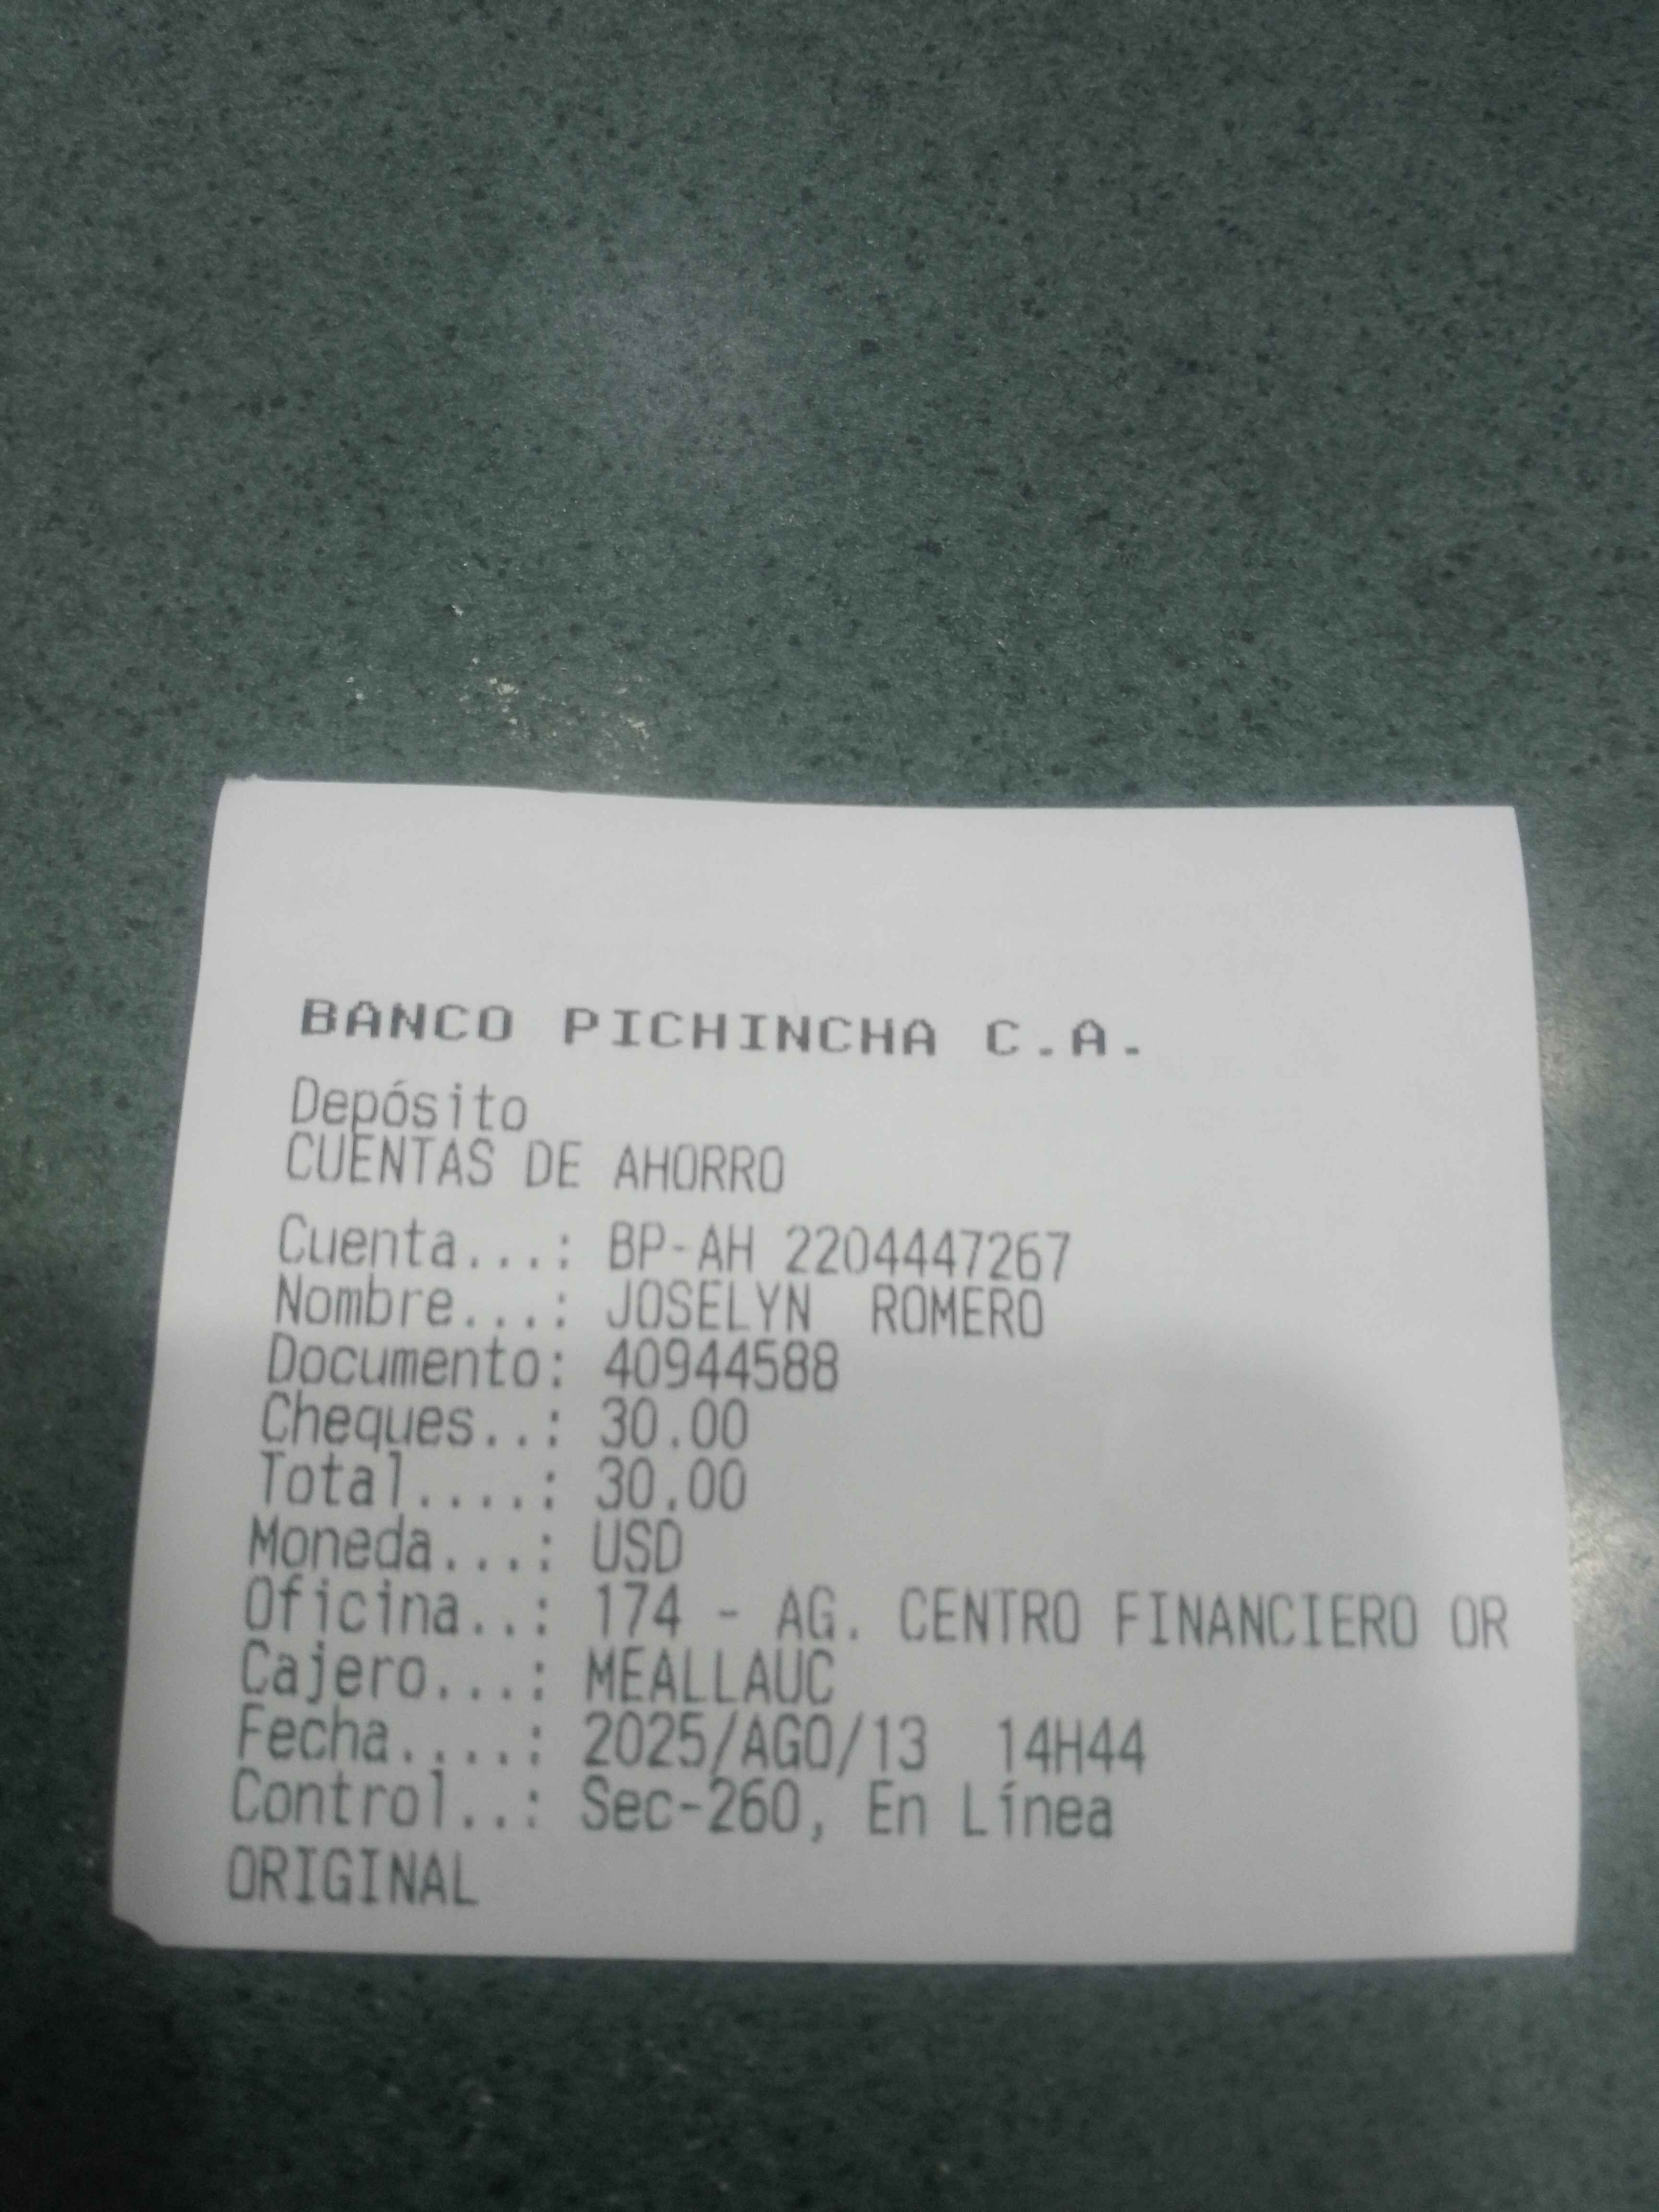 BANCO PICHINCHA C.A.
Depósito
CUENTAS DE AHORRO
Cuenta...: BP-AH 2204447267
Nombre...: JOSELYN  ROMERO
Documento: 40944588
Cheques..: 30.00
Total....: 30.00
Moneda...: USD
Oficina..: 174 - AG. CENTRO FINANCIERO OR
Cajero...: MEALLAUC
Fecha....: 2025/AGO/13  14H44
Control..: Sec-260, En Línea
ORIGINAL